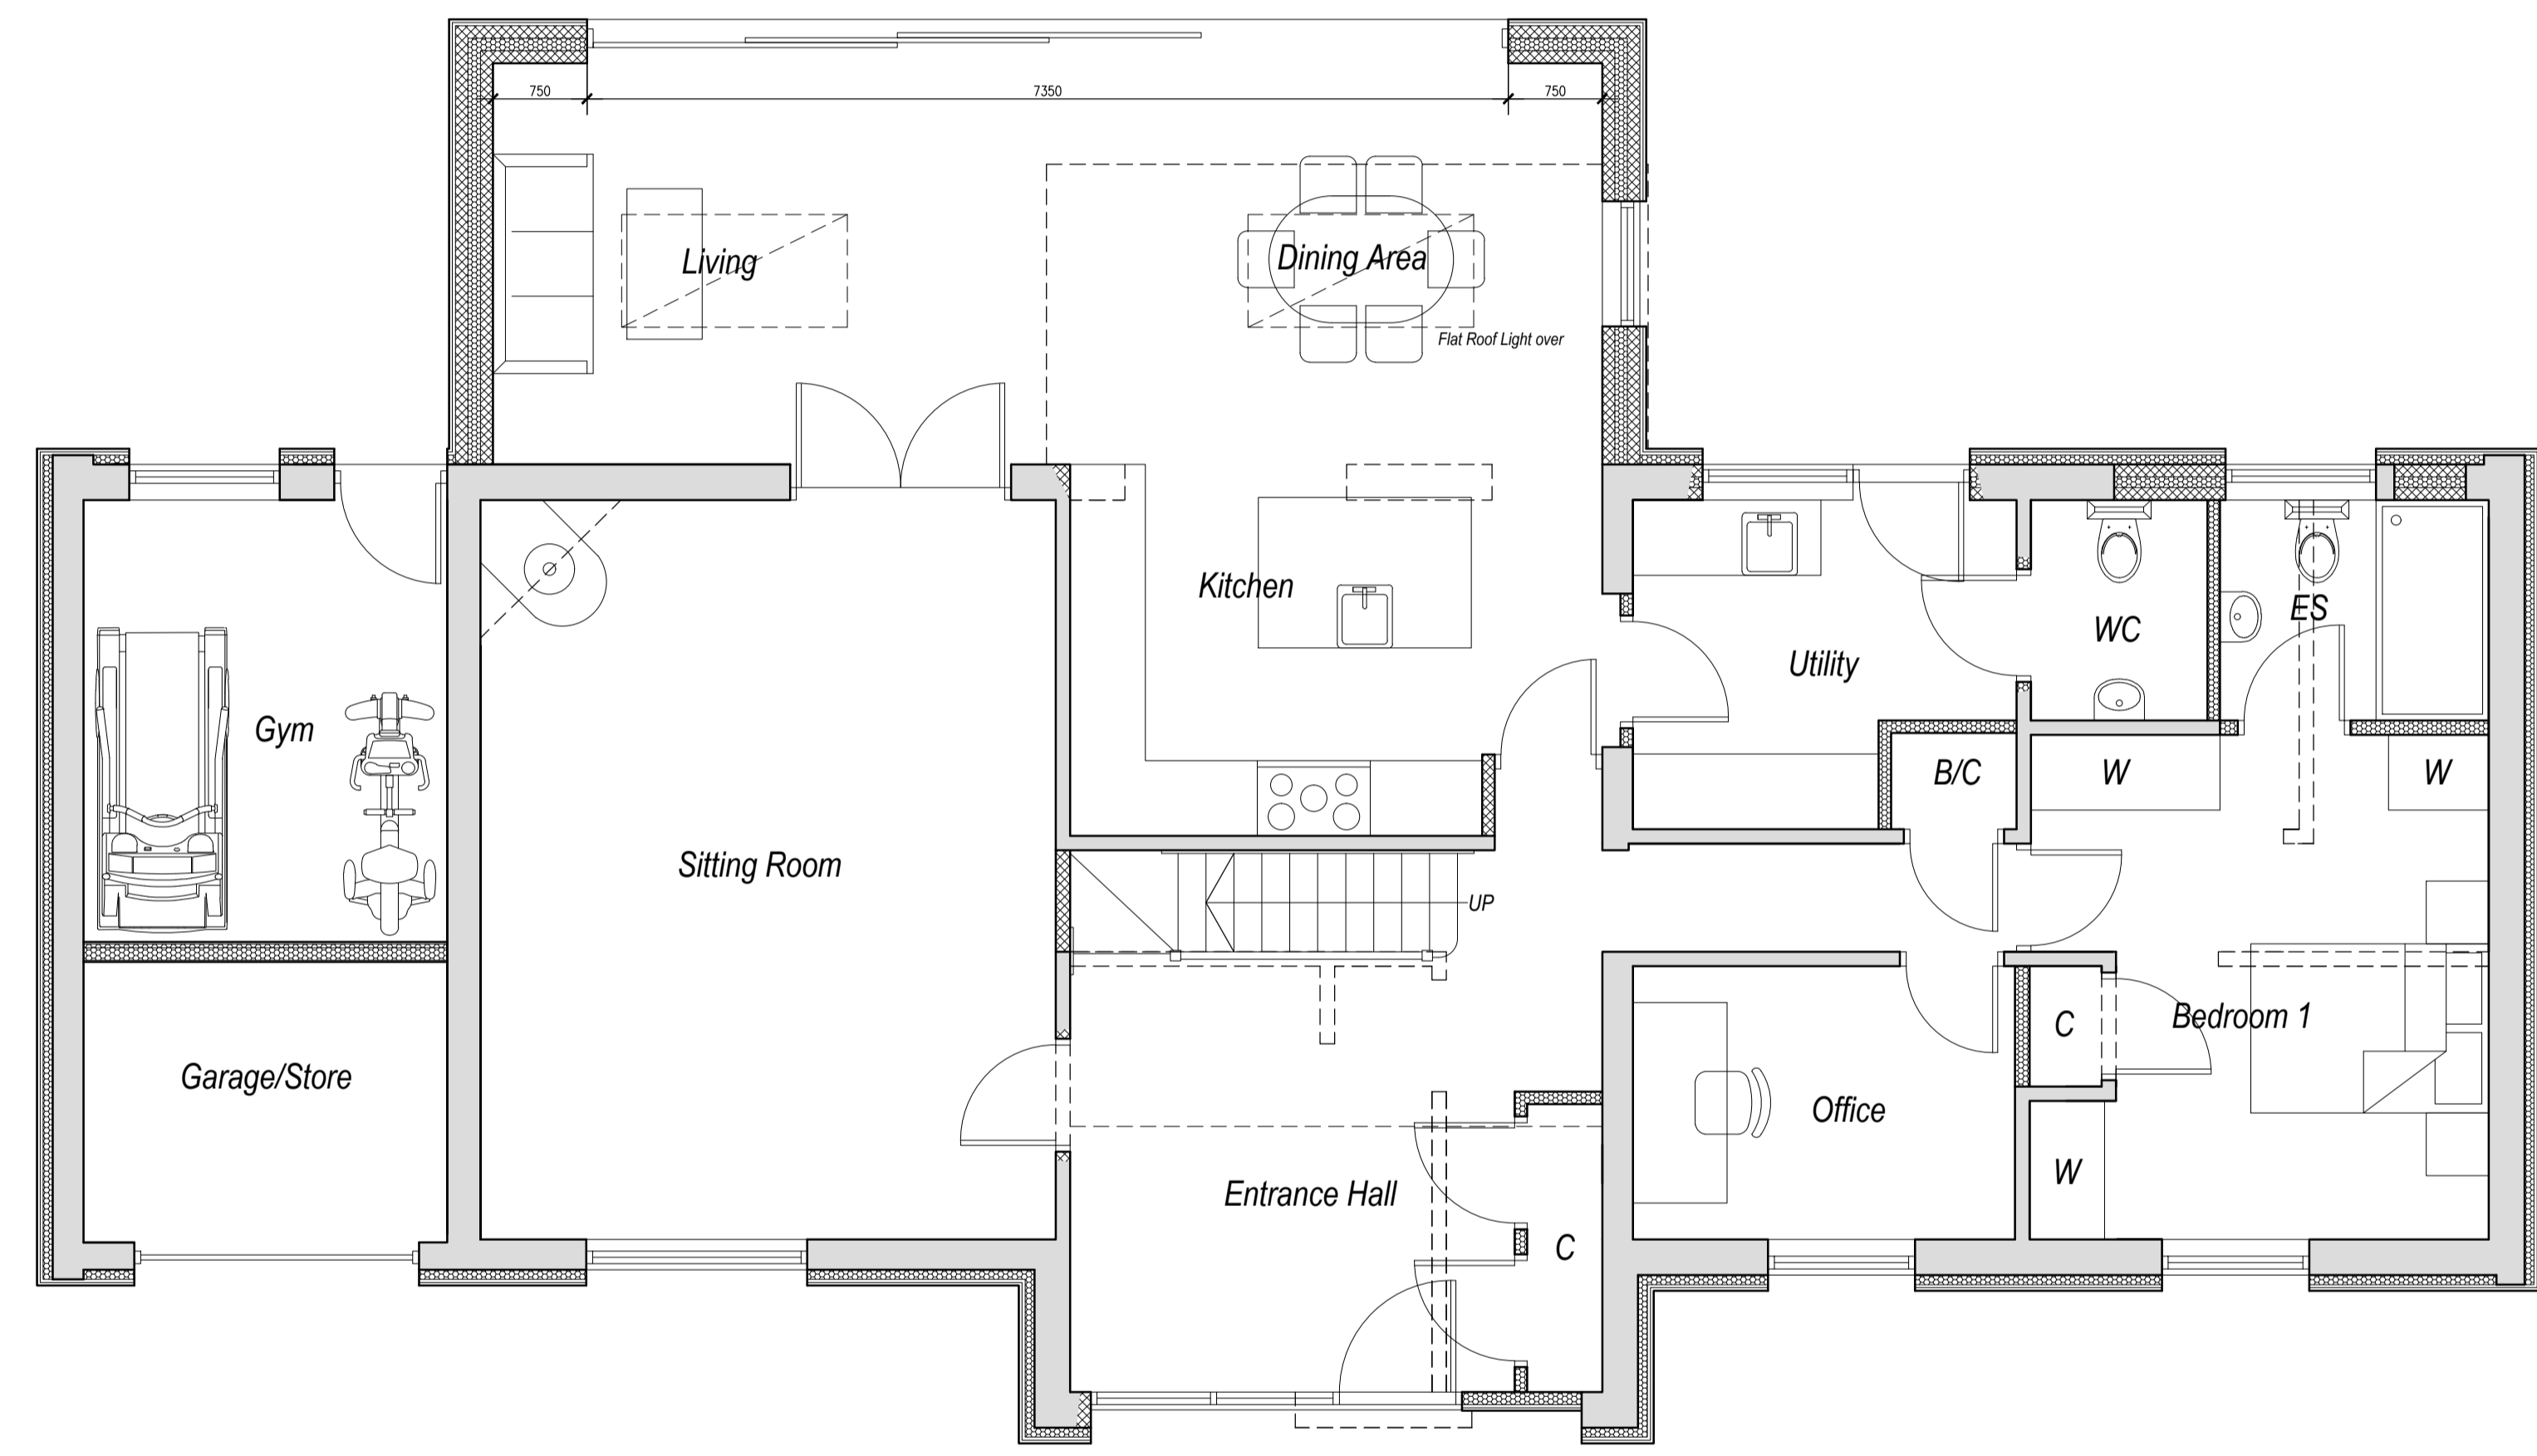 750
7350
750
Living
Dining Area
Flat Roof Light over
Kitchen
ES
WC
Utility
Gym
B/C
W
W
Sitting Room
UP
Bedroom 1
C
Garage/Store
Office
W
Entrance Hall
C